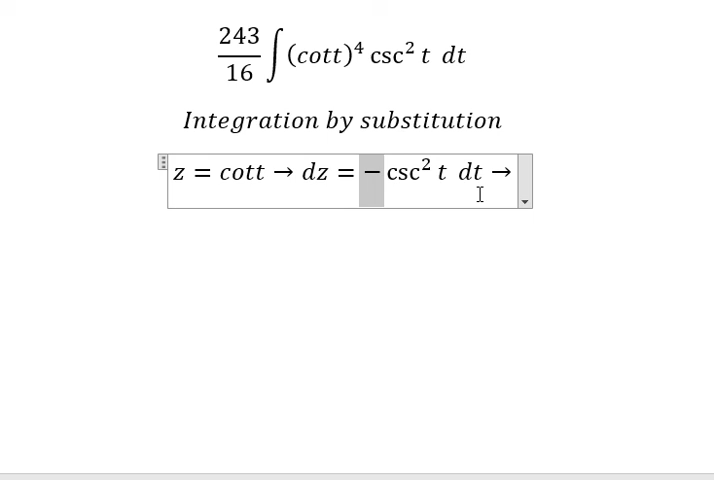 243/16 ∫(cott)⁴ csc² t dt
Integration by substitution
z = cott → dz = − csc² t dt →